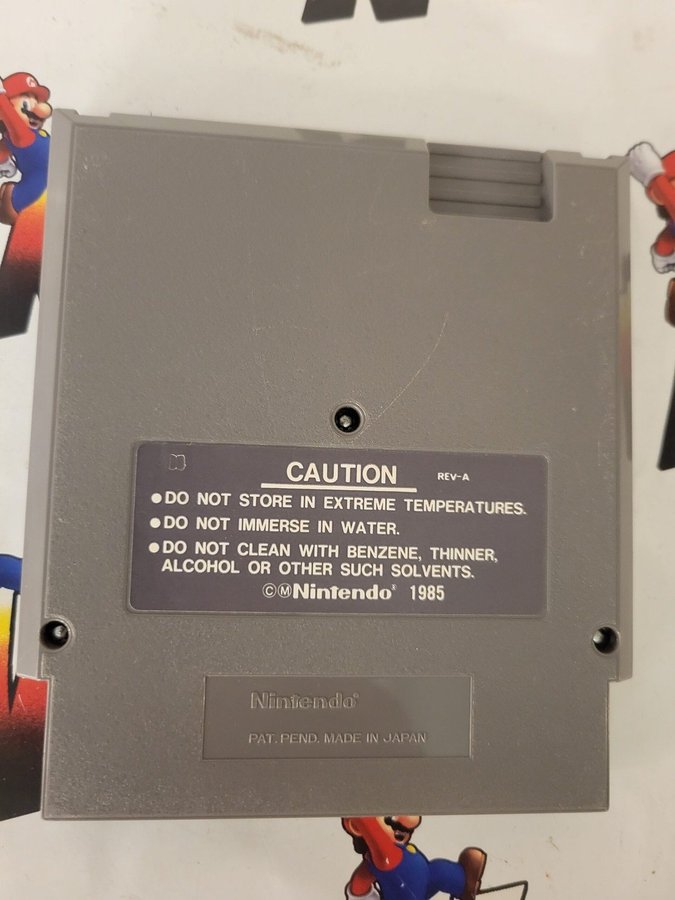 CAUTION REV-A
●DO NOT STORE IN EXTREME TEMPERATURES.
●DO NOT IMMERSE IN WATER.
●DO NOT CLEAN WITH BENZENE, THINNER,
ALCOHOL OR OTHER SUCH SOLVENTS.
©ⓂNintendo® 1985
Nintendo®
PAT. PEND. MADE IN JAPAN